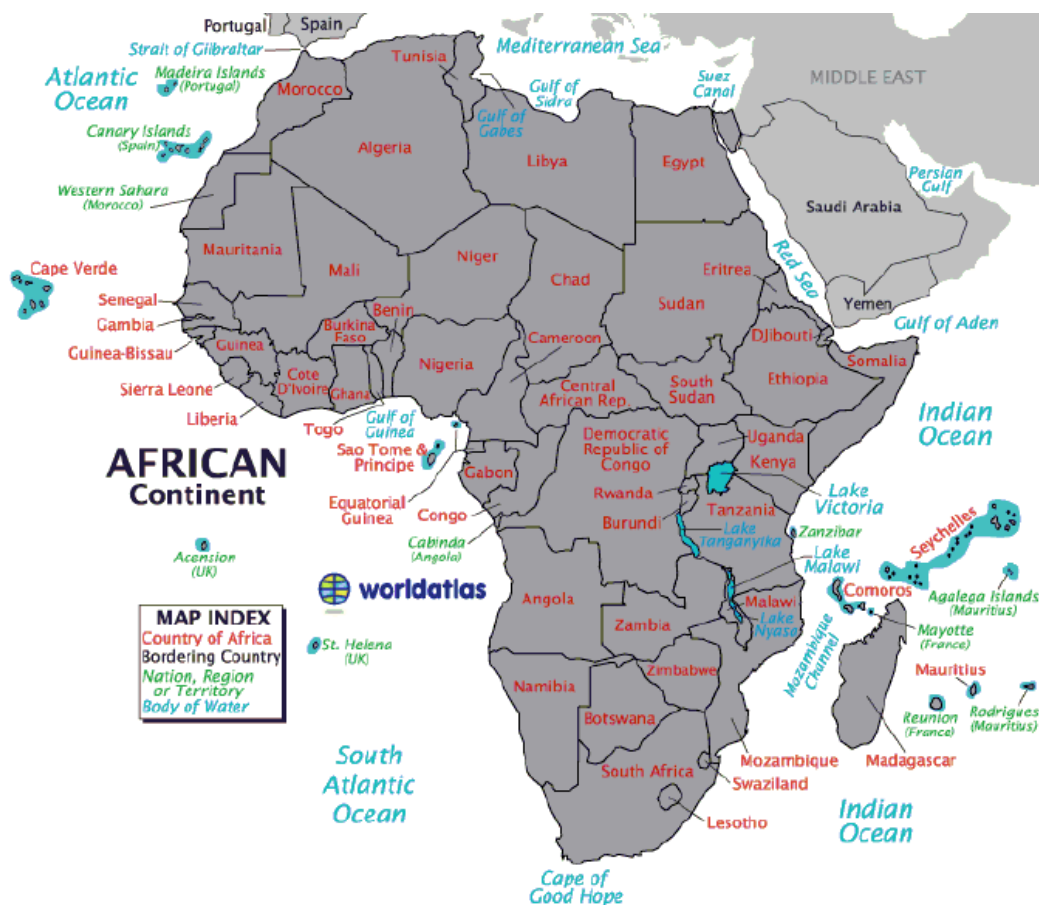 Portugal
Spain
Strait of Giibraltar
Mediterranean Sea
Tunisia
Atlantic
Ocean
Madeira Islands
(Portugal)
Morocco
Gulf of
Sidra
Suez
Canal
MIDDLE EAST
Gulf of
Gabes
Canary Islands
(Spain)
Algeria
Libya
Egypt
Persian
Gulf
Western Sahara
(Morocco)
Saudi Arabia
Mauritania
Mali
Niger
Chad
Red Sea
Cape Verde
Eritrea
Sudan
Yemen
Senegal
Gambia
Benin
Burkina
Faso
Cameroon
DJibouti
Gulf of Aden
Guinea-Bissau
Guinea
Nigeria
Somalia
Sierra Leone
Cote
D'Ivoire
Ghana
Central
African Rep.
South
Sudan
Ethiopia
Liberia
Togo
Gulf of
Guinea
Indian
Ocean
AFRICAN
Continent
Sao Tome &
Principe
Democratic
Republic of
Congo
Uganda
Kenya
Gabon
Equatorial
Guinea
Congo
Rwanda
Burundi
Tanzania
Lake
Victoria
Cabinda
(Angola)
Lake
Tanganyika
Zanzibar
Seychelles
Acension
(UK)
Lake
Malawi
worldatlas
Comoros
Agalega Islands
(Mauritius)
Angola
Malawi
Lake
Nyasa
Mayotte
(France)
MAP INDEX
Country of Africa
Bordering Country
Nation, Region
or Territory
Body of Water
St. Helena
(UK)
Zambia
Mozambique
Channel
Mauritius
Zimbabwe
Namibia
Botswana
Reunion
(France)
Rodrigues
(Mauritius)
South
Atlantic
Ocean
South Africa
Mozambique
Swaziland
Madagascar
Lesotho
Indian
Ocean
Cape of
Good Hope